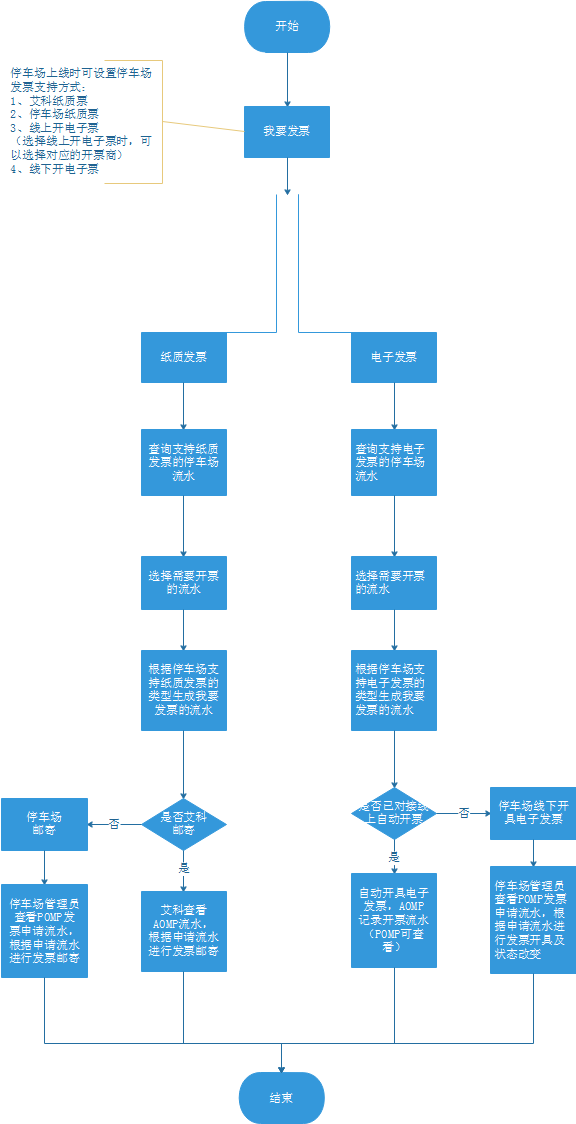 开始
停车场上线时可设置停车场
发票支持方式：
1、艾科纸质票
2、停车场纸质票
3、线上开电子票
（选择线上开电子票时，可
以选择对应的开票商）
4、线下开电子票
我要发票
纸质发票
电子发票
查询支持纸质
发票的停车场
流水
查询支持电子
发票的停车场
流水
选择需要开票
的流水
选择需要开票
的流水
根据停车场支
持纸质发票的
类型生成我要
发票的流水
根据停车场支
持电子发票的
类型生成我要
发票的流水
停车场
邮寄
否
是否艾科
邮寄
是否已对接线
上自动开票
否
停车场线下开
具电子发票
是
是
停车场管理员
查看POMP发
票申请流水，
根据申请流水
进行发票邮寄
艾科查看
AOMP流水，
根据申请流水
进行发票邮寄
自动开具电子
发票，AOMP
记录开票流水
（POMP可查
看）
停车场管理员
查看POMP发票
申请流水，根
据申请流水进
行发票开具及
状态改变
结束